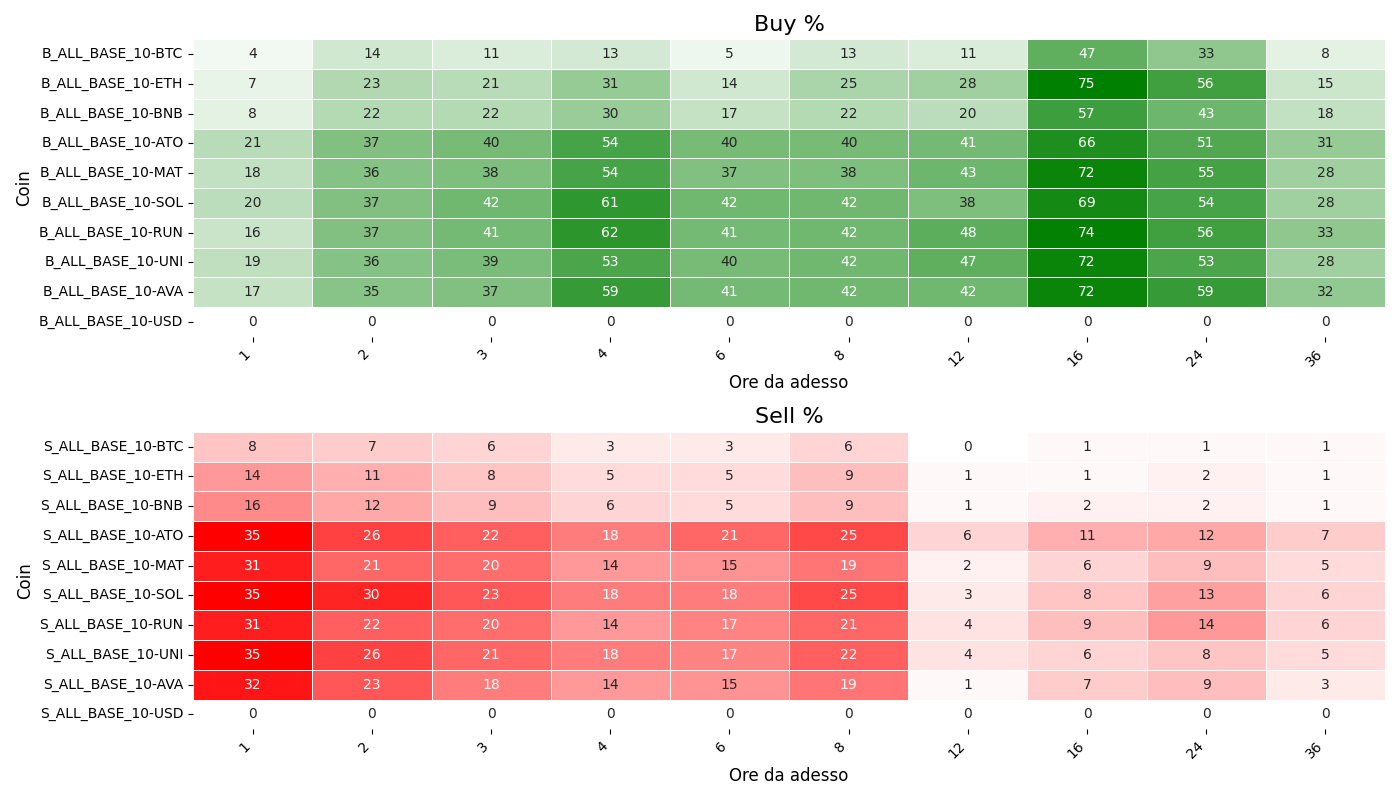 Buy %
Coin
B_ALL_BASE_10-BTC 4 14 11 13 5 13 11 47 33 8
B_ALL_BASE_10-ETH 7 23 21 31 14 25 28 75 56 15
B_ALL_BASE_10-BNB 8 22 22 30 17 22 20 57 43 18
B_ALL_BASE_10-ATO 21 37 40 54 40 40 41 66 51 31
B_ALL_BASE_10-MAT 18 36 38 54 37 38 43 72 55 28
B_ALL_BASE_10-SOL 20 37 42 61 42 42 38 69 54 28
B_ALL_BASE_10-RUN 16 37 41 62 41 42 48 74 56 33
B_ALL_BASE_10-UNI 19 36 39 53 40 42 47 72 53 28
B_ALL_BASE_10-AVA 17 35 37 59 41 42 42 72 59 32
B_ALL_BASE_10-USD 0 0 0 0 0 0 0 0 0 0
1 2 3 4 6 8 12 16 24 36
Ore da adesso
Sell %
Coin
S_ALL_BASE_10-BTC 8 7 6 3 3 6 0 1 1 1
S_ALL_BASE_10-ETH 14 11 8 5 5 9 1 1 2 1
S_ALL_BASE_10-BNB 16 12 9 6 5 9 1 2 2 1
S_ALL_BASE_10-ATO 35 26 22 18 21 25 6 11 12 7
S_ALL_BASE_10-MAT 31 21 20 14 15 19 2 6 9 5
S_ALL_BASE_10-SOL 35 30 23 18 18 25 3 8 13 6
S_ALL_BASE_10-RUN 31 22 20 14 17 21 4 9 14 6
S_ALL_BASE_10-UNI 35 26 21 18 17 22 4 6 8 5
S_ALL_BASE_10-AVA 32 23 18 14 15 19 1 7 9 3
S_ALL_BASE_10-USD 0 0 0 0 0 0 0 0 0 0
1 2 3 4 6 8 12 16 24 36
Ore da adesso